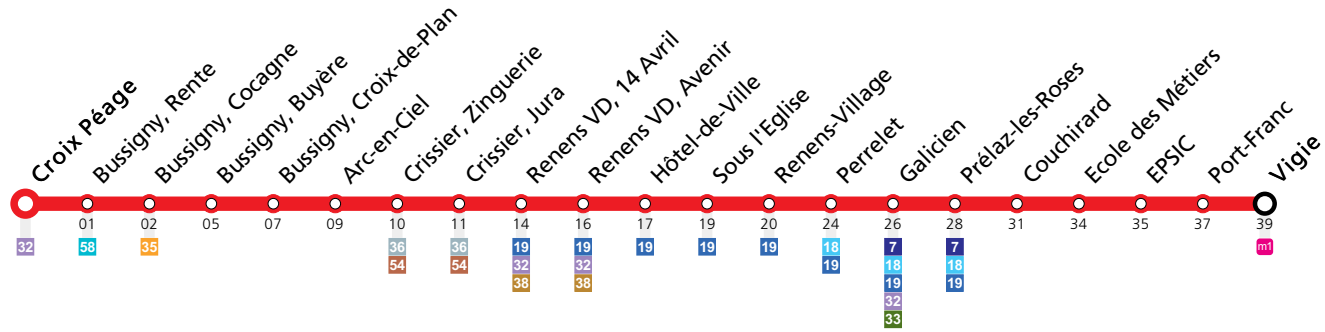 Croix Péage
Bussigny, Rente
Bussigny, Cocagne
Bussigny, Buyère
Bussigny, Croix-de-Plan
Arc-en-Ciel
Crissier, Zinguerie
Crissier, Jura
Renens VD, 14 Avril
Renens VD, Avenir
Hôtel-de-Ville
Sous l'Eglise
Renens-Village
Perrelet
Galicien
Prélaz-les-Roses
Couchirard
Ecole des Métiers
EPSIC
Port-Franc
Vigie
01 02 05 07 09 10 11 14 16 17 19 20 24 26 28 31 34 35 37 39
32 58 35 36 36 19 19 19 19 19 18 7 7 m1
54 54 32 32 19 18 18
38 38 19 19
32
33